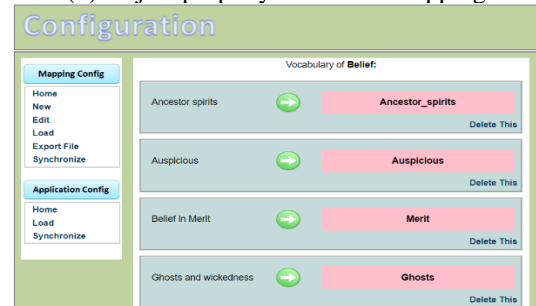 Configuration
Mapping Config
Home
New
Edit
Load
Export File
Synchronize
Application Config
Home
Load
Synchronize
Vocabulary of Belief:
Ancestor spirits
Ancestor_spirits
Delete This
Auspicious
Auspicious
Delete This
Belief in Merit
Merit
Delete This
Ghosts and wickedness
Ghosts
Delete This